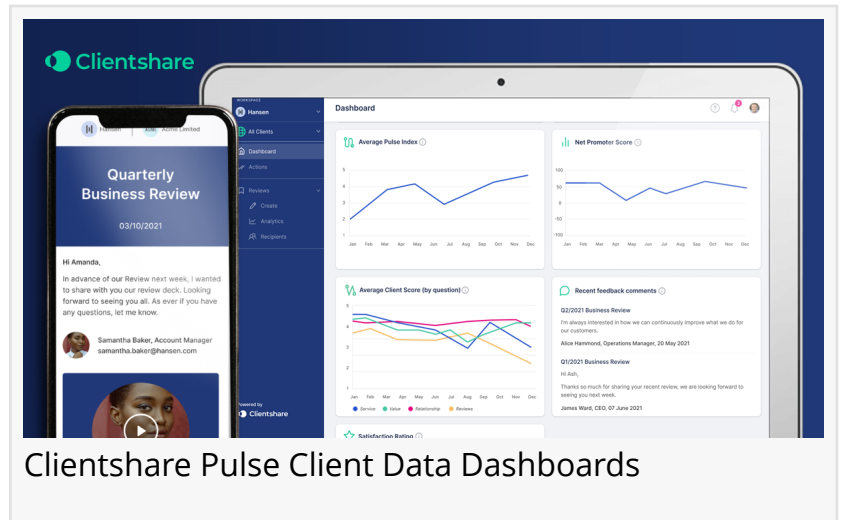 Clientshare
Hansen
Acme Limited
Quarterly
Business Review
03/10/2021
Hi Amanda,
In advance of our Review next week, I wanted
to share with you our review deck. Looking
forward to seeing you all. As ever if you have
any questions, let me know.
Samantha Baker, Account Manager
samantha.baker@hansen.com
WORKSPACE
Hansen
All Clients
Dashboard
Actions
Reviews
Create
Analytics
Recipients
Powered by
Clientshare
Dashboard
2
Average Pulse Index
5
4
3
2
1
Jan Feb Mar Apr May Jun Jul Aug Sep Oct Nov Dec
Net Promoter Score
100
50
0
-50
-100
Jan Feb Mar Apr May Jun Jul Aug Sep Oct Nov Dec
Average Client Score (by question)
5
4
3
2
1
Jan Feb Mar Apr May Jun Jul Aug Sep Oct Nov Dec
Service Value Relationship Reviews
Recent feedback comments
Q2/2021 Business Review
I'm always interested in how we can continuously improve what we do for
our customers.
Alice Hammond, Operations Manager, 20 May 2021
Q1/2021 Business Review
Hi Ash,
Thanks so much for sharing your recent review, we are looking forward to
seeing you next week.
James Ward, CEO, 07 June 2021
Satisfaction Rating
Clientshare Pulse Client Data Dashboards